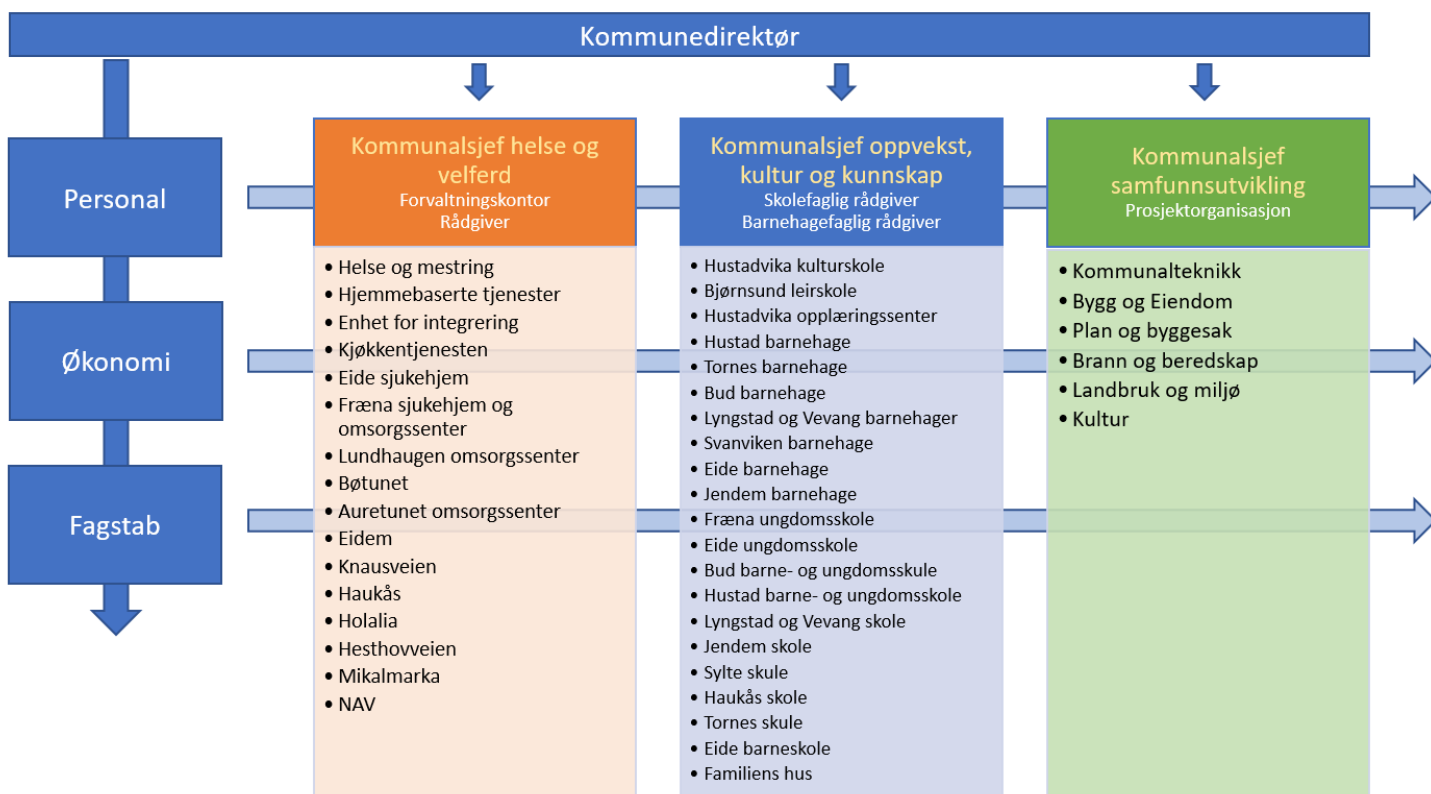 Kommunedirektør
Personal
Økonomi
Fagstab
Kommunalsjef helse og
velferd
Forvaltningskontor
Rådgiver
• Helse og mestring
• Hjemmebaserte tjenester
• Enhet for integrering
• Kjøkkentjenesten
• Eide sjukehjem
• Fræna sjukehjem og
omsorgssenter
• Lundhaugen omsorgssenter
• Bøtunet
• Auretunet omsorgssenter
• Eidem
• Knausveien
• Haukås
• Holalia
• Hesthovveien
• Mikalmarka
• NAV
Kommunalsjef oppvekst,
kultur og kunnskap
Skolefaglig rådgiver
Barnehagefaglig rådgiver
• Hustadvika kulturskole
• Bjørnsund leirskole
• Hustadvika opplæringssenter
• Hustad barnehage
• Tornes barnehage
• Bud barnehage
• Lyngstad og Vevang barnehager
• Svanviken barnehage
• Eide barnehage
• Jendem barnehage
• Fræna ungdomsskole
• Eide ungdomsskole
• Bud barne- og ungdomsskule
• Hustad barne- og ungdomsskole
• Lyngstad og Vevang skole
• Jendem skole
• Sylte skule
• Haukås skole
• Tornes skule
• Eide barneskole
• Familiens hus
Kommunalsjef
samfunnsutvikling
Prosjektorganisasjon
• Kommunalteknikk
• Bygg og Eiendom
• Plan og byggesak
• Brann og beredskap
• Landbruk og miljø
• Kultur